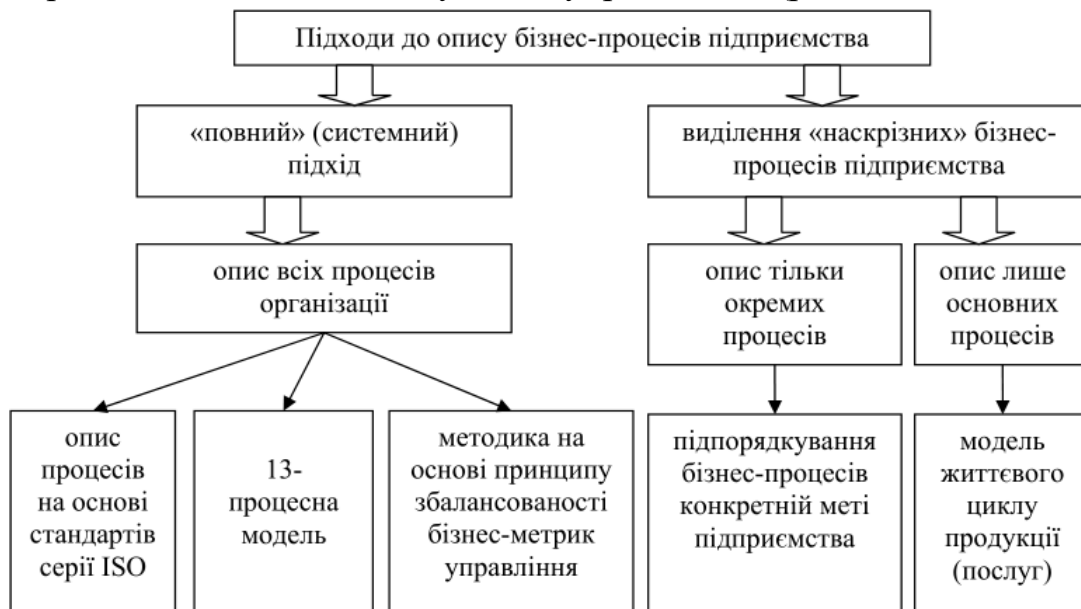 Підходи до опису бізнес-процесів підприємства
«повний» (системний)
підхід
виділення «наскрізних» бізнес-
процесів підприємства
опис всіх процесів
організації
опис тільки
окремих
процесів
опис лише
основних
процесів
опис
процесів
на основі
стандартів
серії ISO
13-
процесна
модель
методика на
основі принципу
збалансованості
бізнес-метрик
управління
підпорядкування
бізнес-процесів
конкретній меті
підприємства
модель
життєвого
циклу
продукції
(послуг)